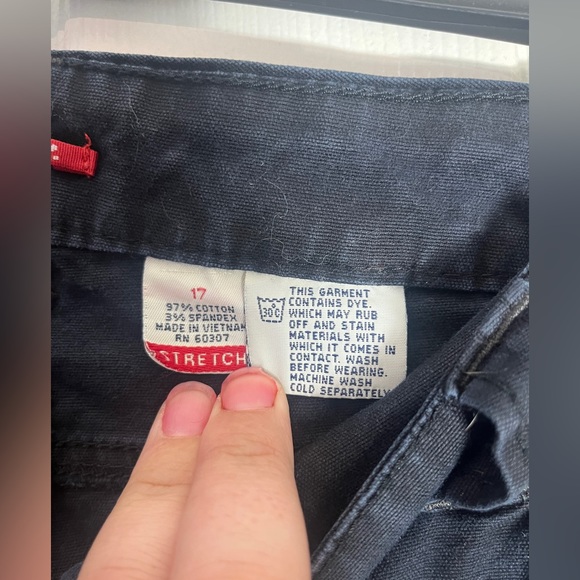 17
97% COTTON
3% SPANDEX
MADE IN VIETNAM
RN 60307
STRETCH
30C
THIS GARMENT
CONTAINS DYE.
WHICH MAY RUB
OFF AND STAIN
MATERIALS WITH
WHICH IT COMES IN
CONTACT. WASH
BEFORE WEARING.
MACHINE WASH
COLD SEPARATELY